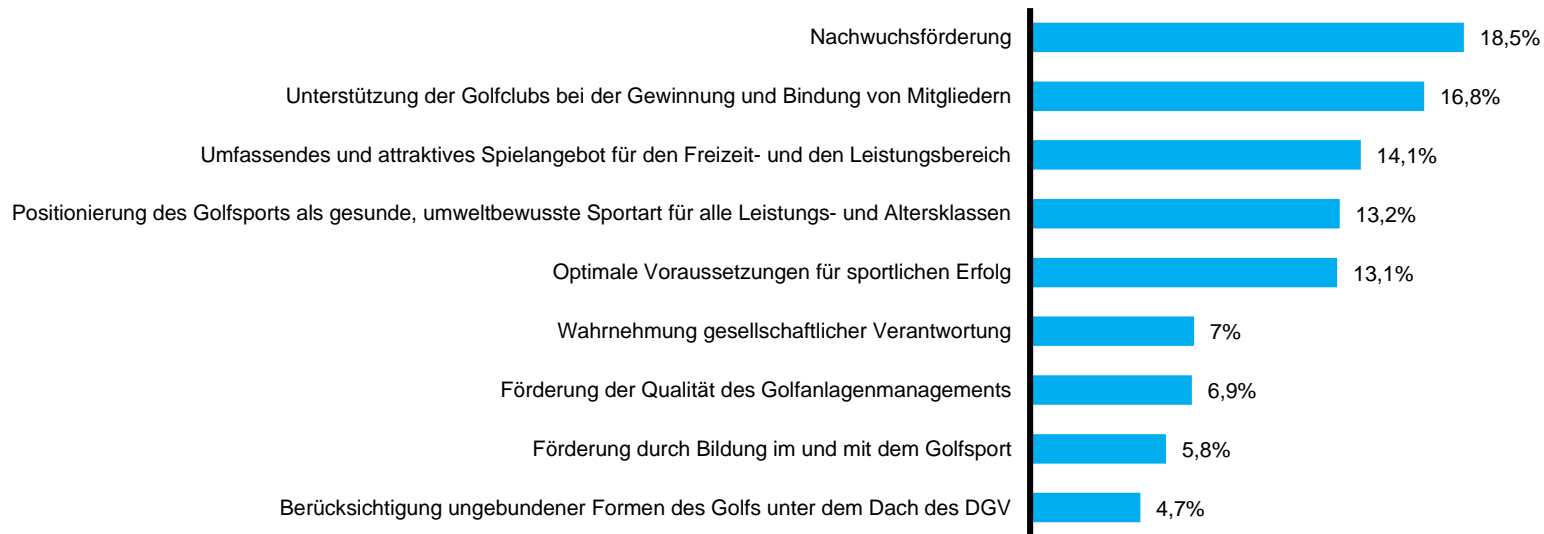 Nachwuchsförderung 18,5%
Unterstützung der Golfclubs bei der Gewinnung und Bindung von Mitgliedern 16,8%
Umfassendes und attraktives Spielangebot für den Freizeit- und den Leistungsbereich 14,1%
Positionierung des Golfsports als gesunde, umweltbewusste Sportart für alle Leistungs- und Altersklassen 13,2%
Optimale Voraussetzungen für sportlichen Erfolg 13,1%
Wahrnehmung gesellschaftlicher Verantwortung 7%
Förderung der Qualität des Golfanlagenmanagements 6,9%
Förderung durch Bildung im und mit dem Golfsport 5,8%
Berücksichtigung ungebundener Formen des Golfs unter dem Dach des DGV 4,7%